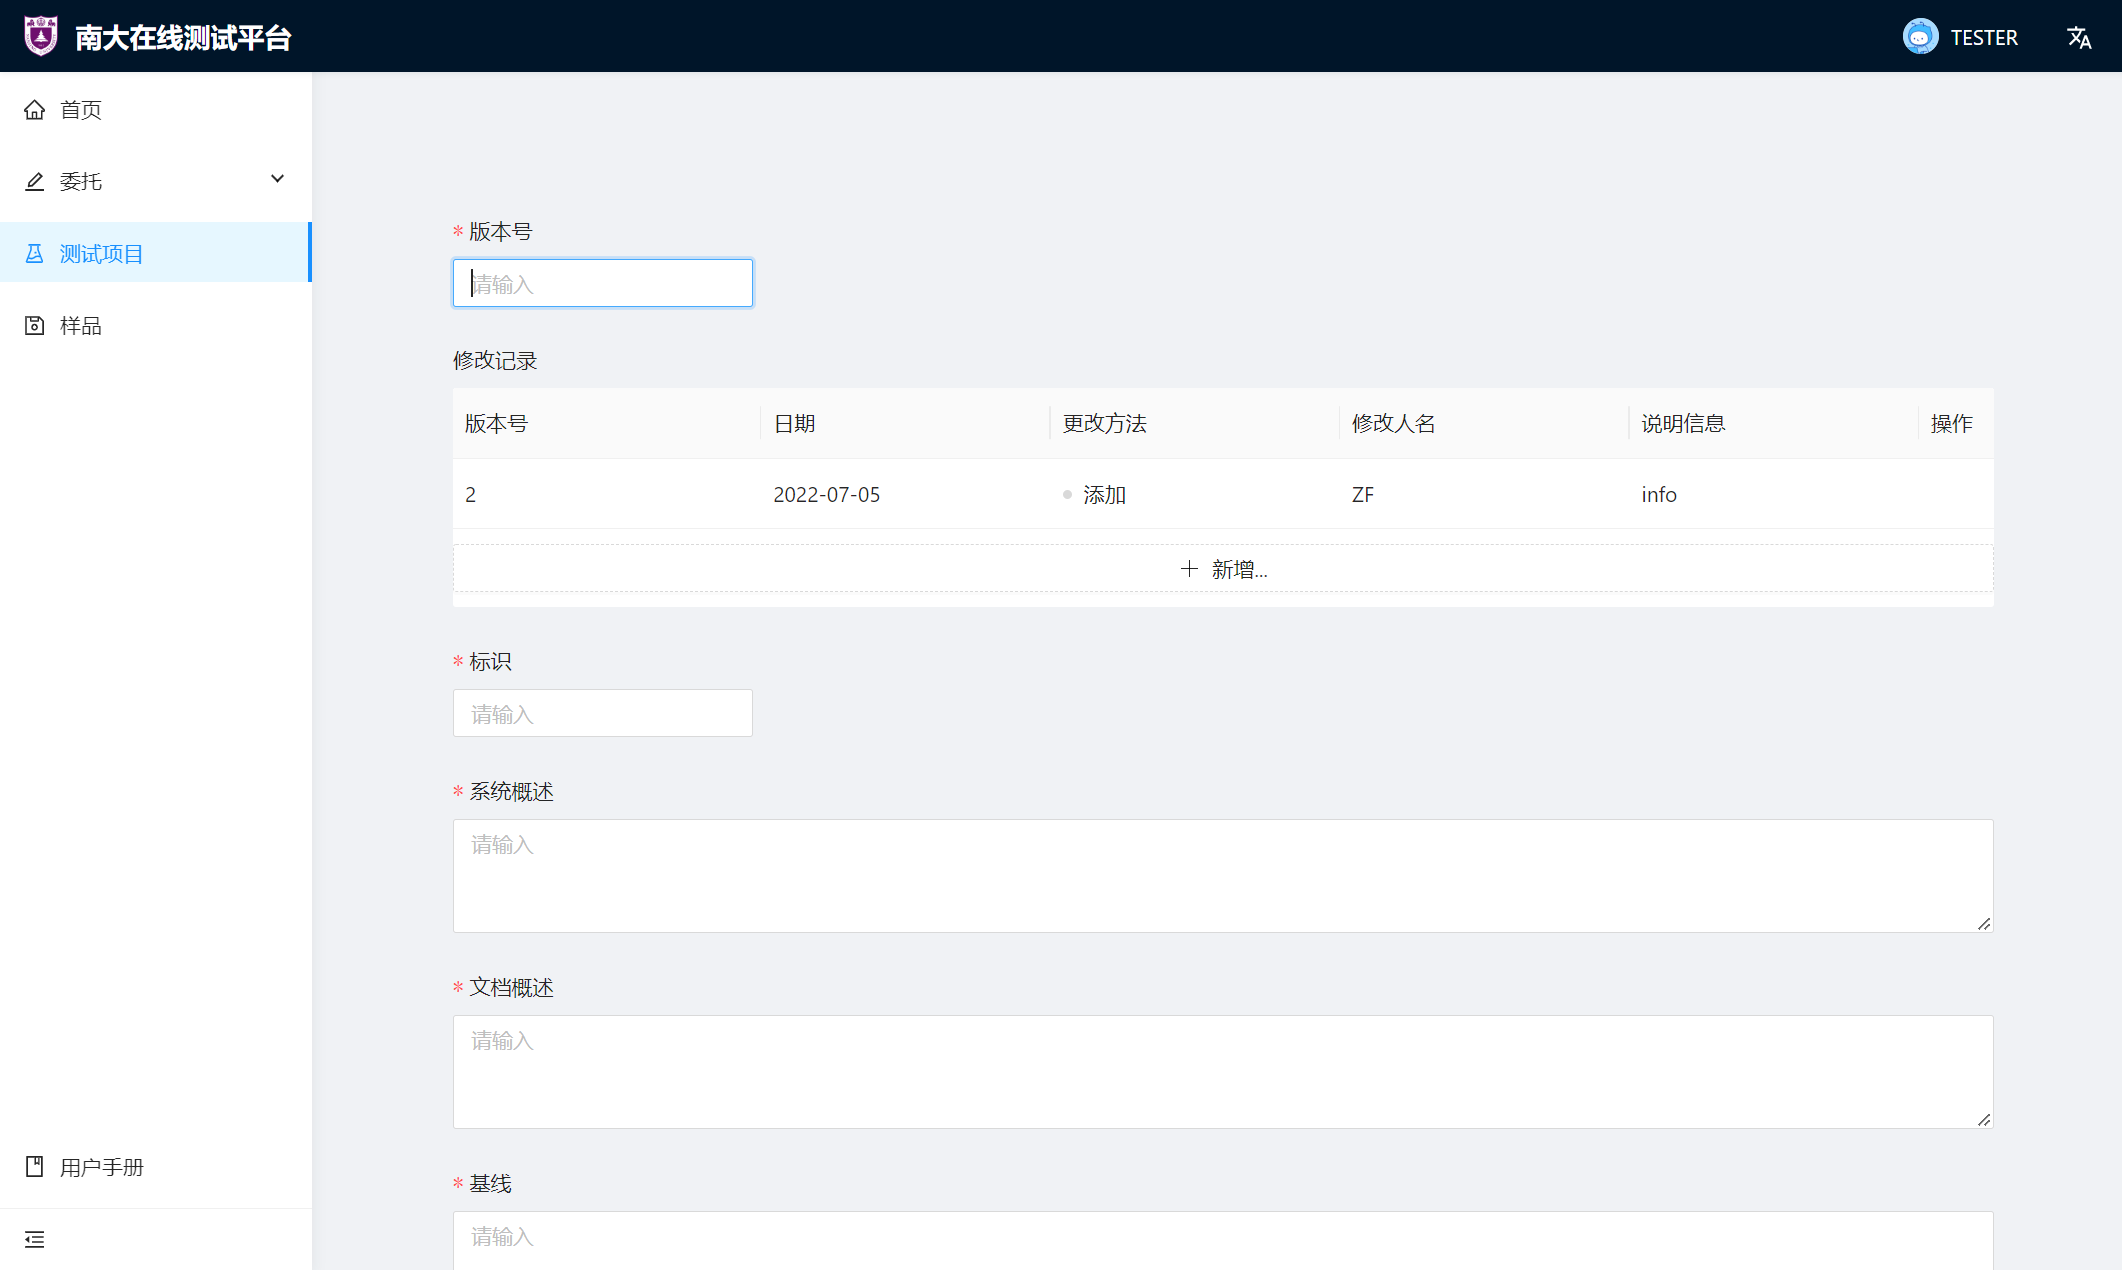 南大在线测试平台
TESTER
首页
委托
测试项目
样品
用户手册
* 版本号
请输入
修改记录
版本号 日期 更改方法 修改人名 说明信息 操作
2 2022-07-05 添加 ZF info
新增...
* 标识
请输入
* 系统概述
请输入
* 文档概述
请输入
* 基线
请输入